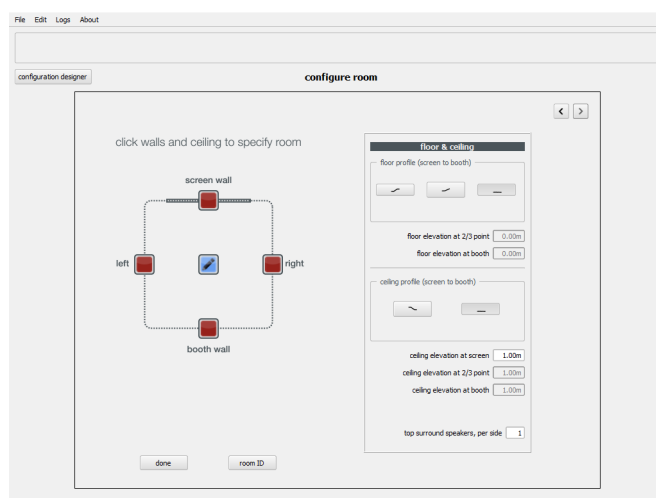 File Edit Logs About
configuration designer
configure room
click walls and ceiling to specify room
screen wall
left
right
booth wall
done
room ID
floor & ceiling
floor profile (screen to booth)
floor elevation at 2/3 point 0.00m
floor elevation at booth 0.00m
ceiling profile (screen to booth)
ceiling elevation at screen 1.00m
ceiling elevation at 2/3 point 1.00m
ceiling elevation at booth 1.00m
top surround speakers, per side 1